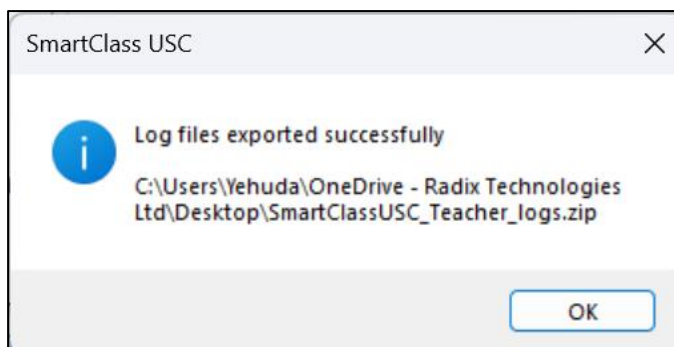 SmartClass USC
Log files exported successfully
C:\Users\Yehuda\OneDrive - Radix Technologies
Ltd\Desktop\SmartClassUSC_Teacher_logs.zip
OK